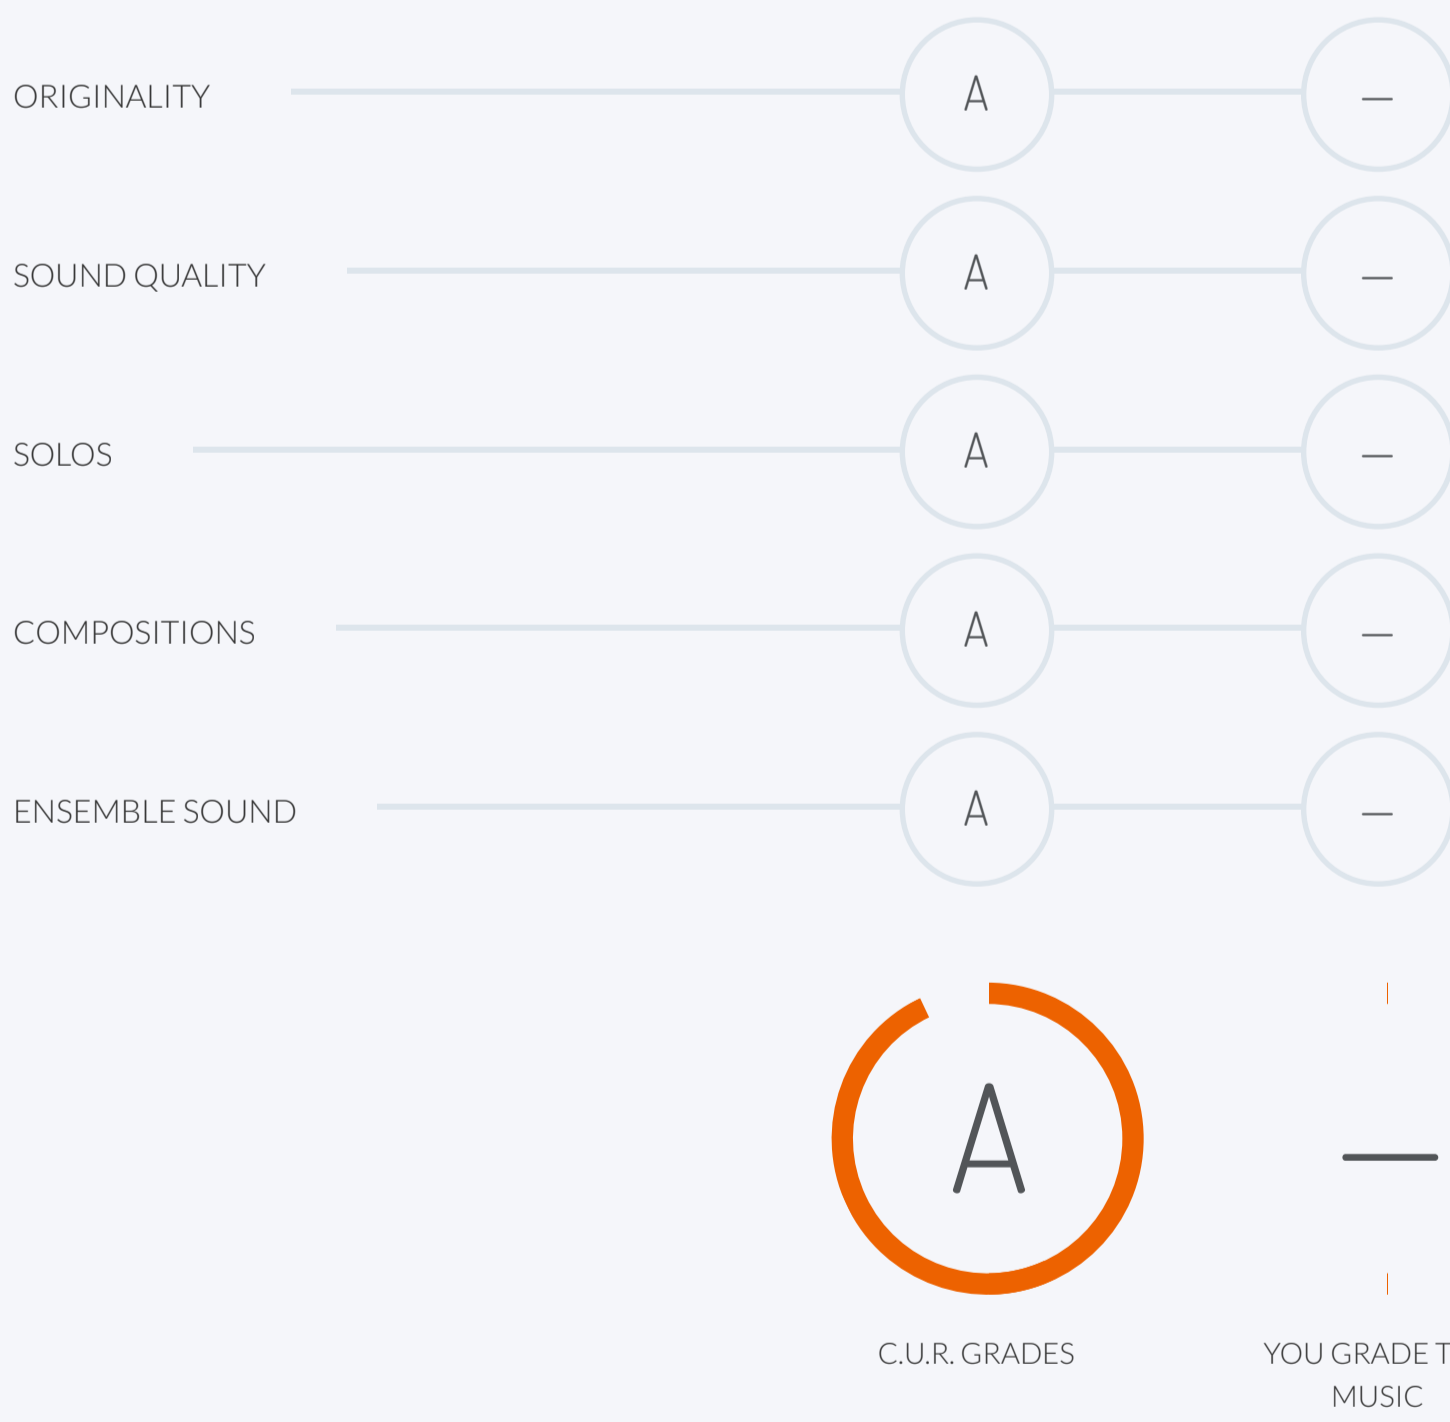 ORIGINALITY A —
SOUND QUALITY A —
SOLOS A —
COMPOSITIONS A —
ENSEMBLE SOUND A —
A —
C.U.R. GRADES YOU GRADE T
MUSIC